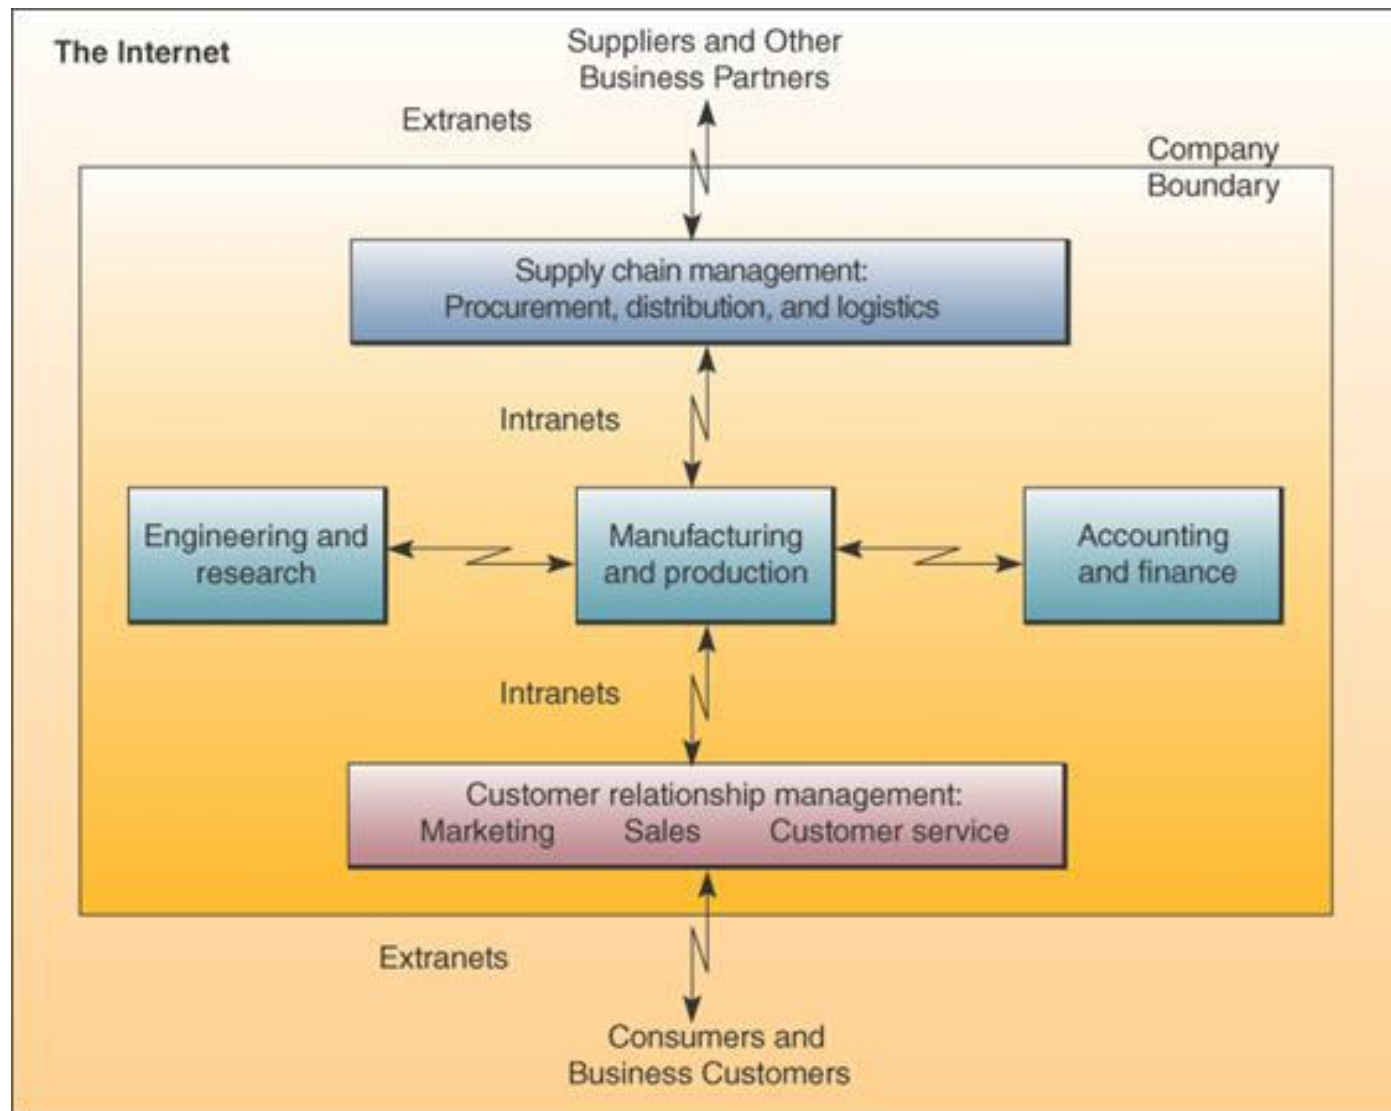 The Internet
Suppliers and Other
Business Partners
Extranets
Company
Boundary
Supply chain management:
Procurement, distribution, and logistics
Intranets
Engineering and
research
Manufacturing
and production
Accounting
and finance
Intranets
Customer relationship management:
Marketing Sales Customer service
Extranets
Consumers and
Business Customers